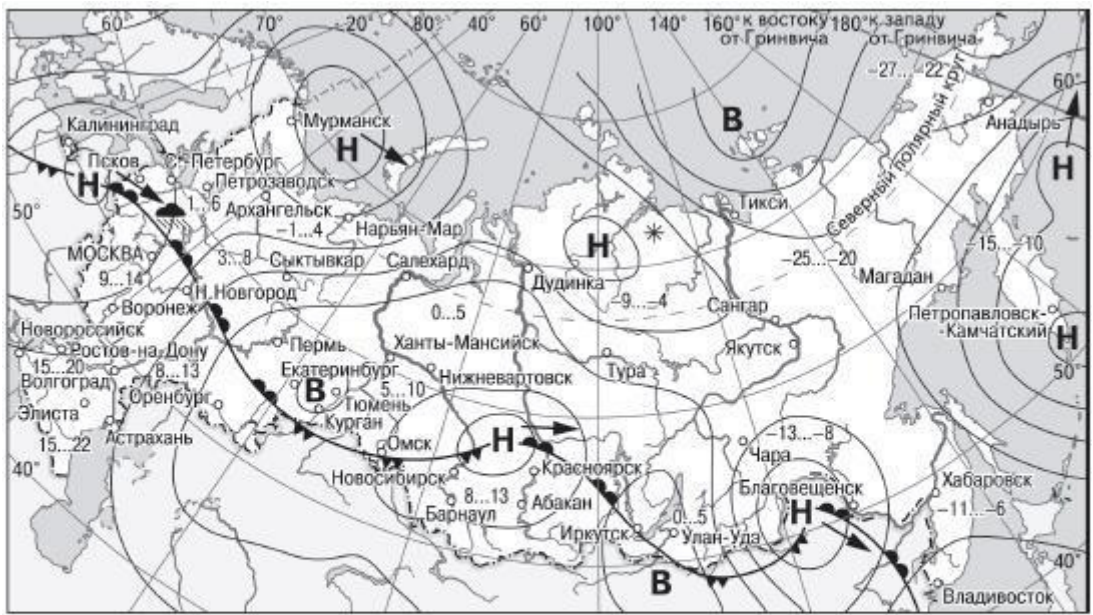 60°
70°
20°
80°
40°
60°
100°
140°
160°
к востоку
от Гринвича
180°
к западу
от Гринвича
–27...–22
60°
Северный полярный круг
В
Анадырь
Калининград
Мурманск
Н
Н
Псков
С.-Петербург
Н
Петрозаводск
1...6
Архангельск
–1...4
50°
Нарьян-Мар
Тикси
Н
–15...–10
МОСКВА
9...14
3...8
Сыктывкар
Салехард
Дудинка
–25...–20
Магадан
Н.Новгород
Воронеж
–9...–4
Сангар
Петропавловск-
-Камчатский
Новороссийск
15...20
Ростов-на-Дону
0...5
Н
Пермь
Ханты-Мансийск
Якутск
Волгоград
8...13
Екатеринбург
В
5...10
Нижневартовск
Тура
50°
Оренбург
Тюмень
Элиста
Курган
15...22
Астрахань
Омск
Н
–13...–8
Чара
40°
Новосибирск
Красноярск
Хабаровск
Благовещенск
8...13
Барнаул
Абакан
0...5
Н
–11...–6
Иркутск
Улан-Удэ
В
40°
Владивосток